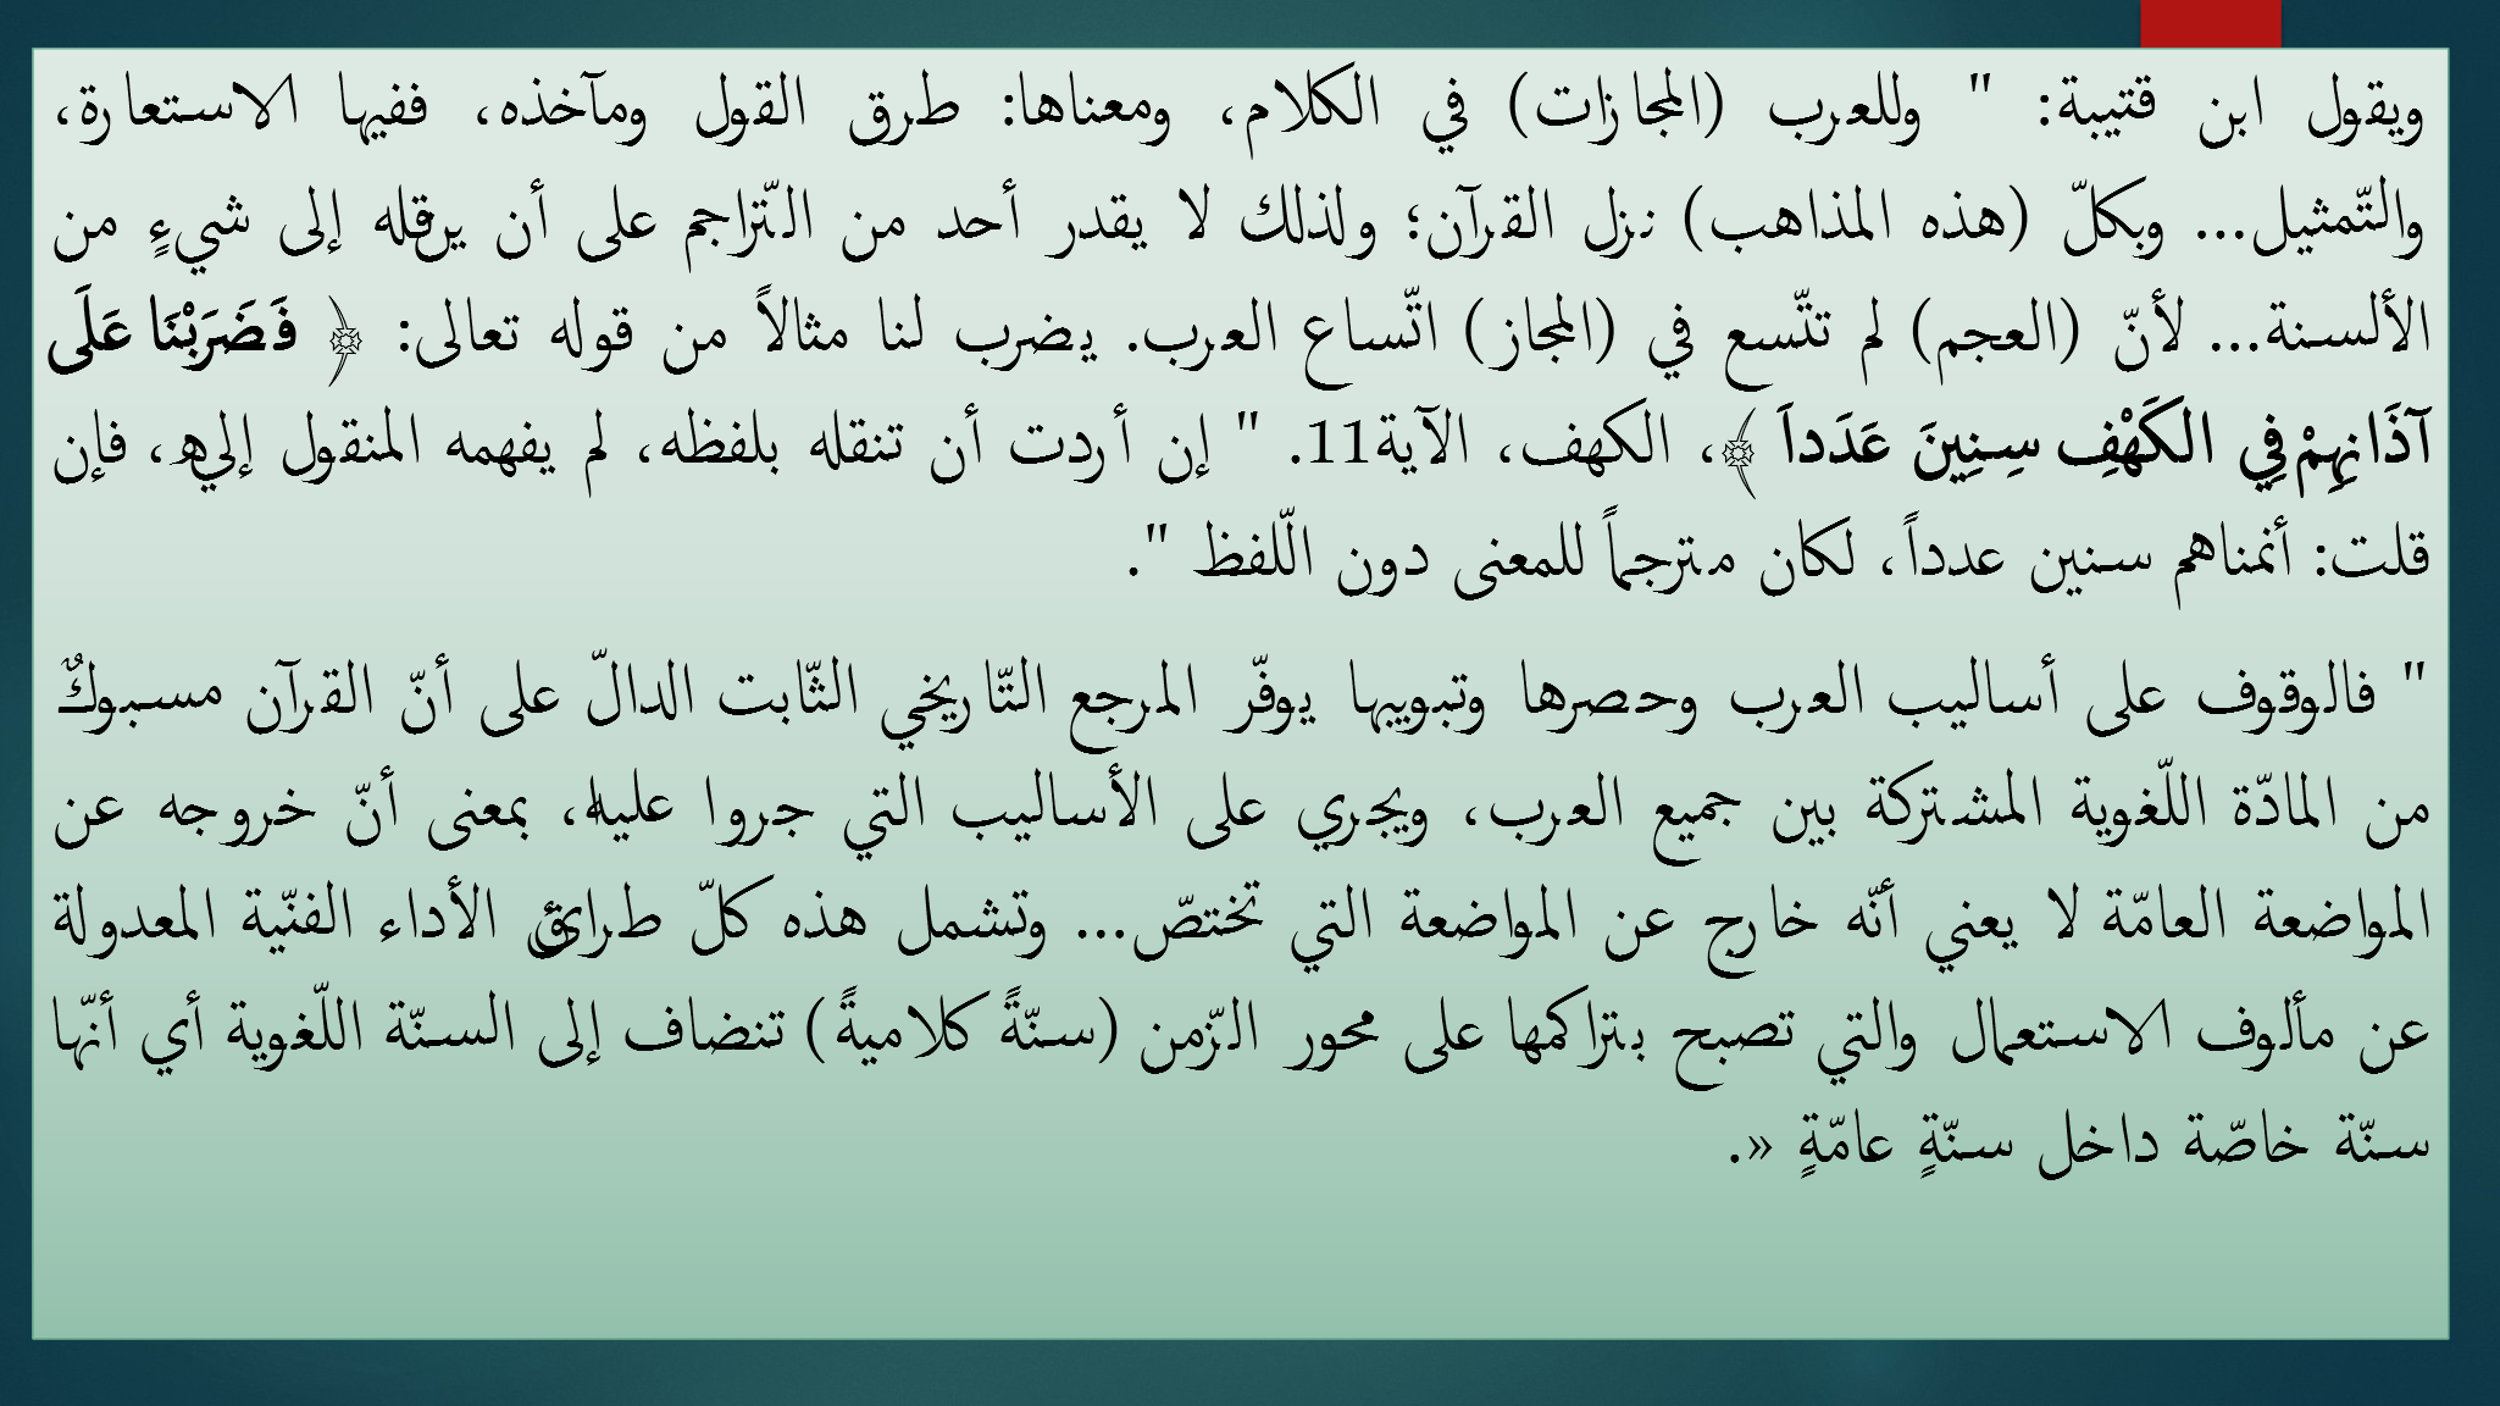 ويقول ابن قتيبة: " وللعرب (المجازات) في الكلام، ومعناها: طرق القول ومآخذه، ففيها الاستعارة،
والتّمثيل... وبكلّ (هذه المذاهب) نزل القرآن؛ ولذلك لا يقدر أحد من التّراجم على أن إلى شيءٍ من
الألسنة... لأنّ (العجم) لم تتّسع في (المجاز) اتّساع العرب. يضرب لنا مثالاً من قوله تعالى: ﴿ فَضَرَبْنَا عَلَى
آذَانِهِمْ فِي الكَهْفِ سِنِينَ عَدَداً ﴾، الكهف، الآية11. " إن أردت أن تنقله بلفظه، لم يفهمه المنقول إليه، فإن
قلت: أنمناهم سنين عدداً، لكان مترجماً للمعنى دون اللّفظ ".
" فالوقوف على أساليب العرب وحصرها وتبويبها يوفّر المرجع التّاريخي الثّابت الدالّ على أنّ القرآن مسبوكٌ
من المادّة اللّغوية المشتركة بين جميع العرب، ويجري على الأساليب التي جروا عليها، بمعنى أنّ خروجه عن
المواضعة العامّة لا يعني أنّه خارج عن المواضعة التي تختصّ... وتشمل هذه كلّ طرائق الأداء الفنّية المعدولة
عن مألوف الاستعمال والتي تصبح بتراكمها على محور الزّمن (سنّةً كلاميةً) تنضاف إلى السنّة اللّغوية أي أنّها
سنّة خاصّة داخل سنّةٍ عامّةٍ «.